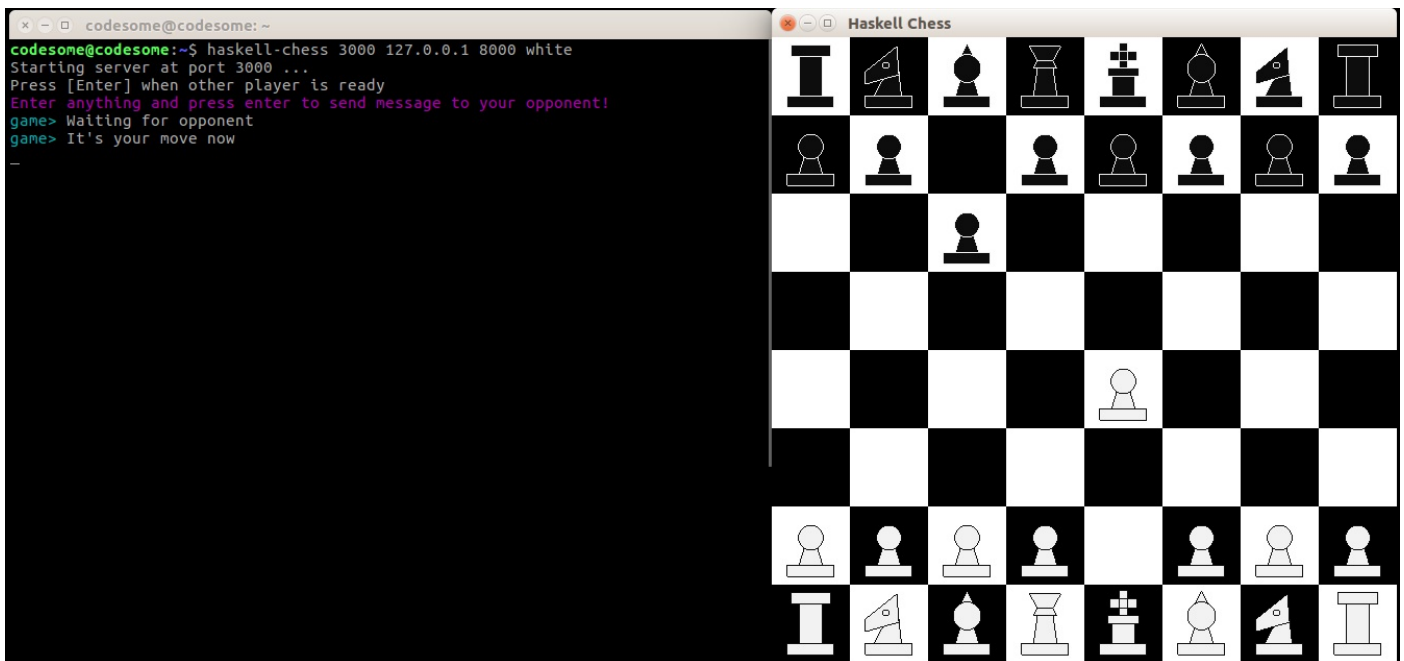 codesome@codesome: ~
codesome@codesome:~$ haskell-chess 3000 127.0.0.1 8000 white
Starting server at port 3000 ...
Press [Enter] when other player is ready
Enter anything and press enter to send message to your opponent!
game> Waiting for opponent
game> It's your move now
_
Haskell Chess